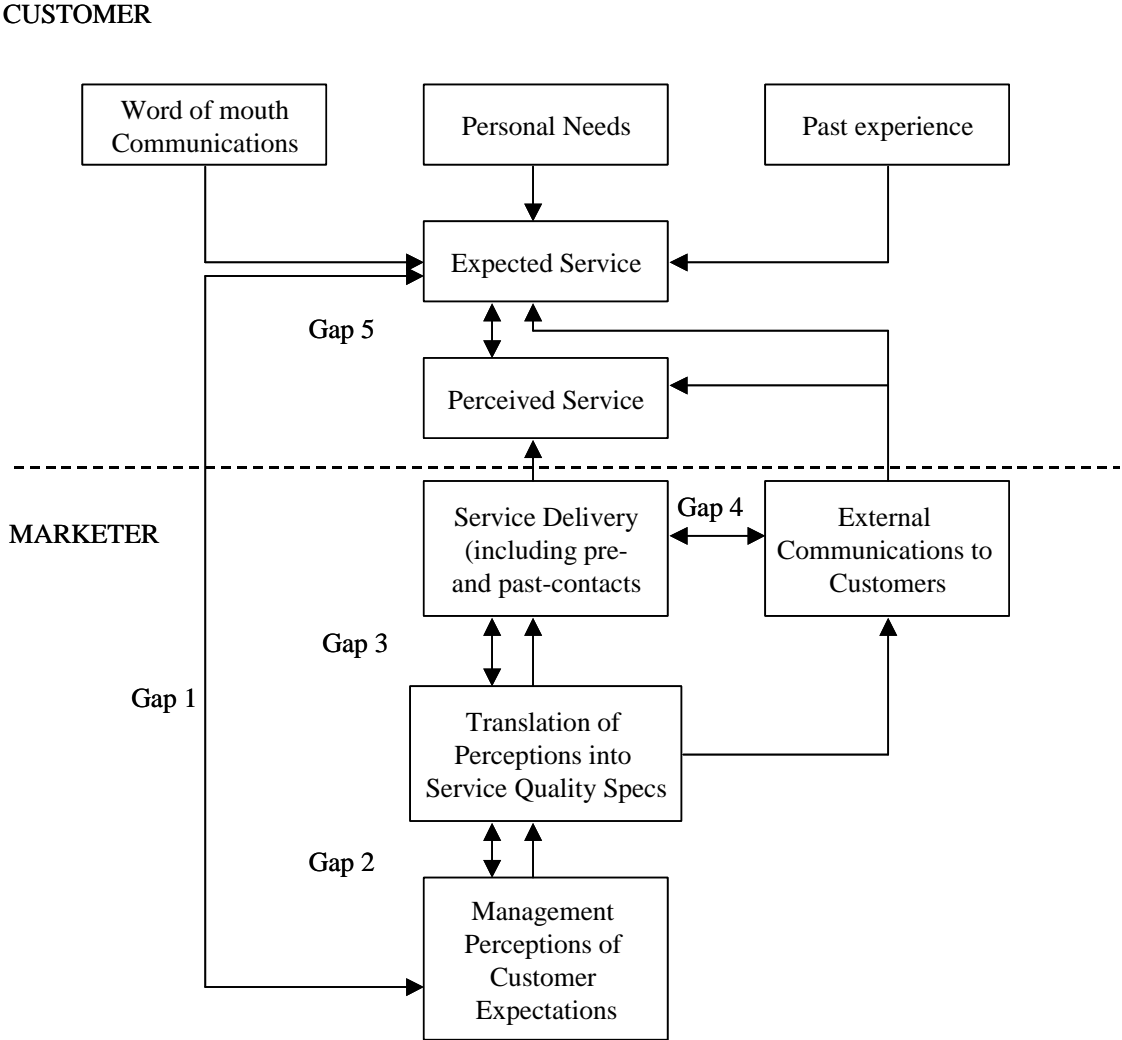 CUSTOMER
Word of mouth
Communications
Personal Needs
Past experience
Expected Service
Gap 5
Perceived Service
MARKETER
Service Delivery
(including pre-
and past-contacts
Gap 4
External
Communications to
Customers
Gap 3
Gap 1
Translation of
Perceptions into
Service Quality Specs
Gap 2
Management
Perceptions of
Customer
Expectations